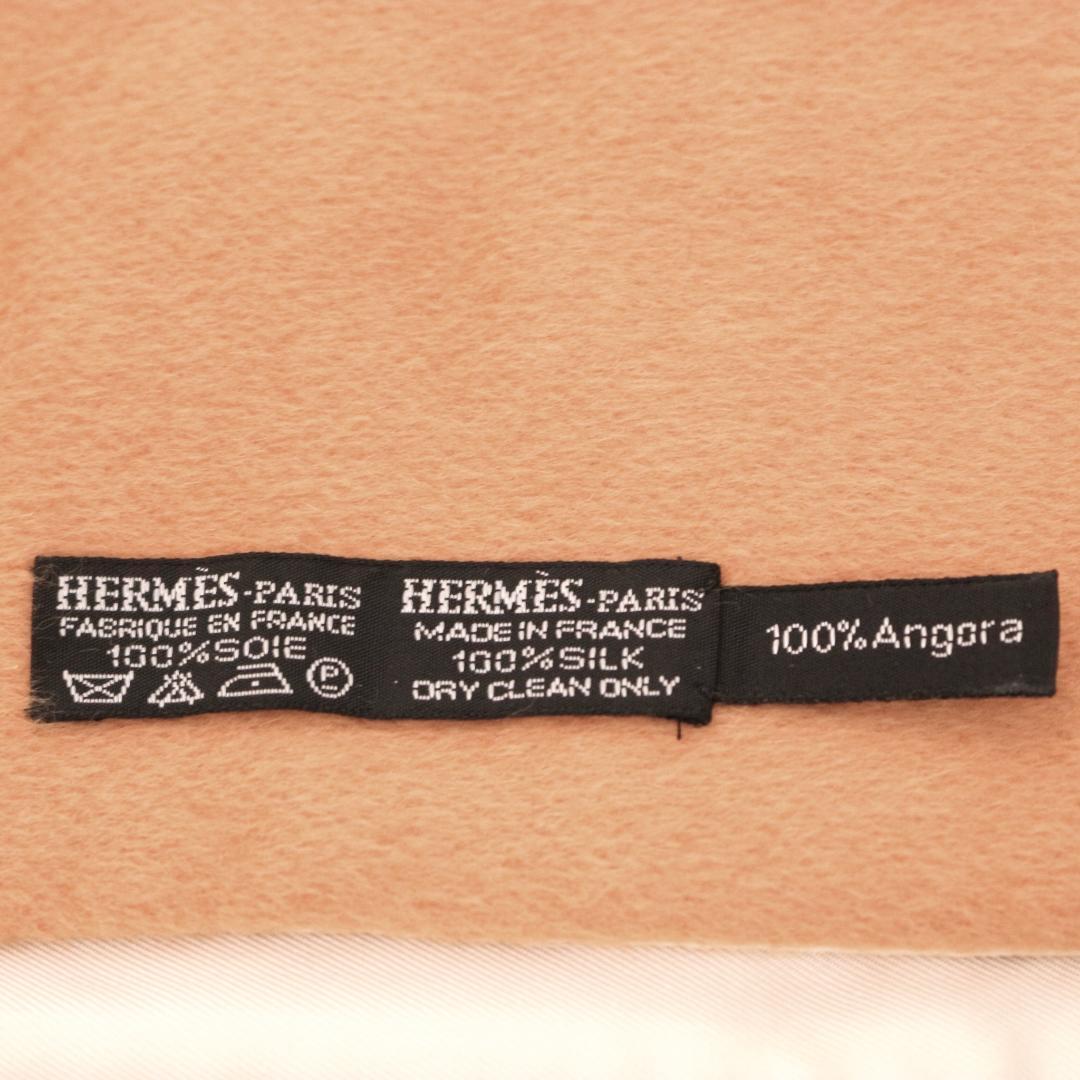 HERMÈS-PARIS
FABRIQUE EN FRANCE
100%SOIE
P
HERMÈS-PARIS
MADE IN FRANCE
100%SILK
DRY CLEAN ONLY
100%Angora